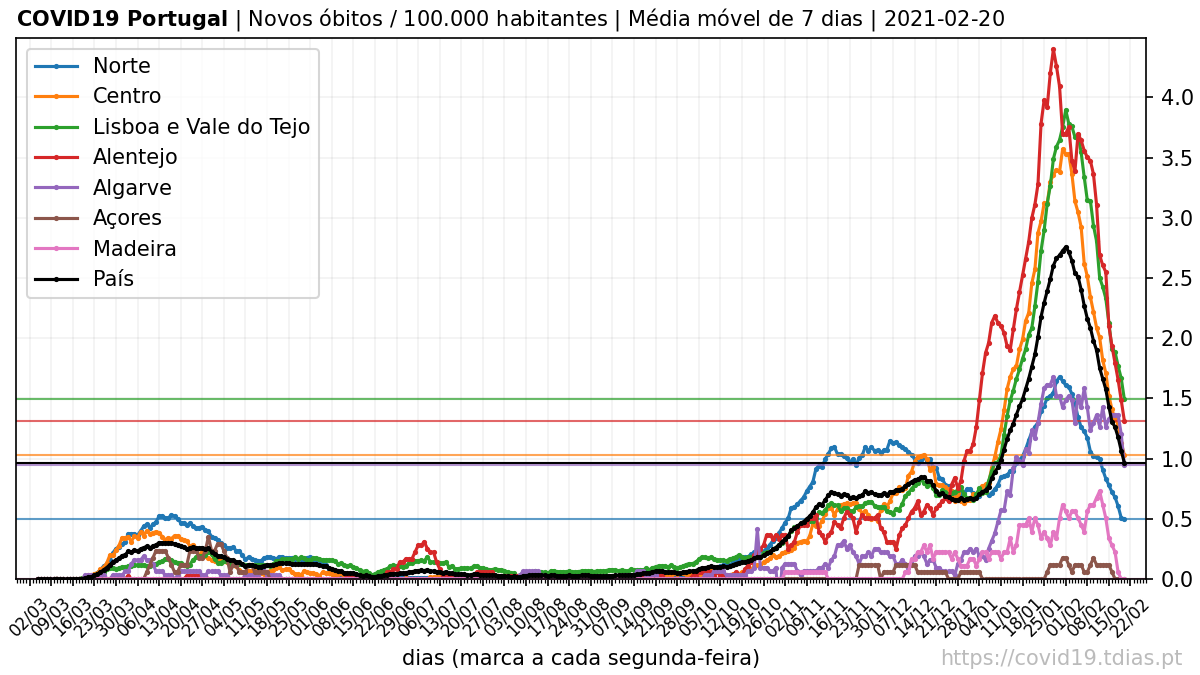 COVID19 Portugal | Novos óbitos / 100.000 habitantes | Média móvel de 7 dias | 2021-02-20
Norte
Centro
Lisboa e Vale do Tejo
Alentejo
Algarve
Açores
Madeira
País
4.0
3.5
3.0
2.5
2.0
1.5
1.0
0.5
0.0
02/03 09/03 16/03 23/03 30/03 06/04 13/04 20/04 27/04 04/05 11/05 18/05 25/05 01/06 08/06 15/06 22/06 29/06 06/07 13/07 20/07 27/07 03/08 10/08 17/08 24/08 31/08 07/09 14/09 21/09 28/09 05/10 12/10 19/10 26/10 02/11 09/11 16/11 23/11 30/11 07/12 14/12 21/12 28/12 04/01 11/01 18/01 25/01 01/02 08/02 15/02 22/02
dias (marca a cada segunda-feira)
https://covid19.tdias.pt